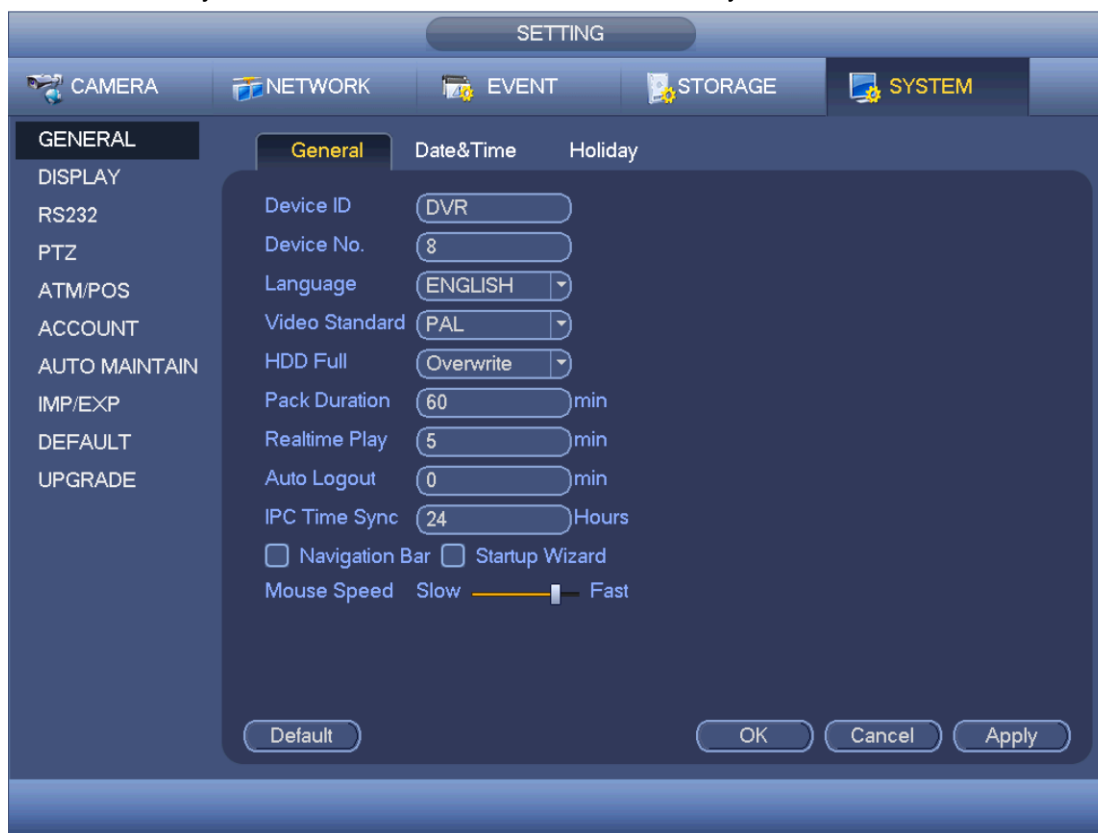 SETTING
CAMERA NETWORK EVENT STORAGE SYSTEM
GENERAL
DISPLAY
RS232
PTZ
ATM/POS
ACCOUNT
AUTO MAINTAIN
IMP/EXP
DEFAULT
UPGRADE
General Date&Time Holiday
Device ID DVR
Device No. 8
Language ENGLISH
Video Standard PAL
HDD Full Overwrite
Pack Duration 60 min
Realtime Play 5 min
Auto Logout 0 min
IPC Time Sync 24 Hours
Navigation Bar Startup Wizard
Mouse Speed Slow Fast
Default OK Cancel Apply